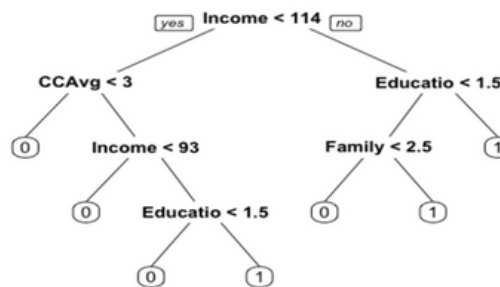 yes Income < 114 no
CCAvg < 3 Educatio < 1.5
0 Income < 93 Family < 2.5 1
0 Educatio < 1.5 0 1
0 1